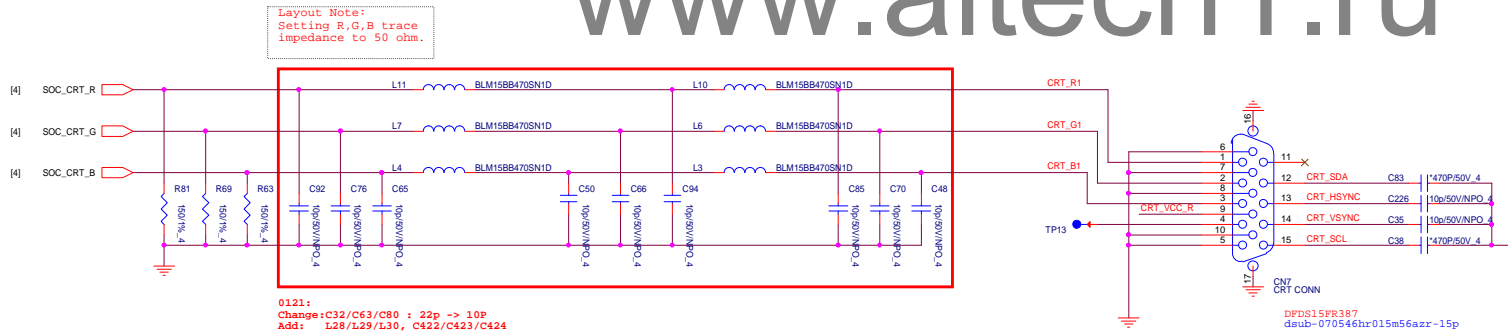 www.aitech1.ru
Layout Note:
Setting R,G,B trace
impedance to 50 ohm.
[4] SOC_CRT_R
[4] SOC_CRT_G
[4] SOC_CRT_B
L11 BLM15BB470SN1D
L10 BLM15BB470SN1D
L7 BLM15BB470SN1D
L6 BLM15BB470SN1D
L4 BLM15BB470SN1D
L3 BLM15BB470SN1D
CRT_R1
CRT_G1
CRT_B1
R81 150/1%_4
R69 150/1%_4
R63 150/1%_4
C92 10p/50V/NPO_4
C76 10p/50V/NPO_4
C65 10p/50V/NPO_4
C50 10p/50V/NPO_4
C66 10p/50V/NPO_4
C94 10p/50V/NPO_4
C85 10p/50V/NPO_4
C70 10p/50V/NPO_4
C48 10p/50V/NPO_4
CRT_VCC_R
TP13
16
6
1
7
2
8
3
9
4
10
5
11
12
13
14
15
17
CRT_SDA C83 *470P/50V_4
CRT_HSYNC C226 10p/50V/NPO_4
CRT_VSYNC C35 10p/50V/NPO_4
CRT_SCL C38 *470P/50V_4
CN7
CRT CONN
DFDS15FR387
dsub-070546hr015m56azr-15p
0121:
Change:C32/C63/C80 : 22p -> 10P
Add: L28/L29/L30, C422/C423/C424